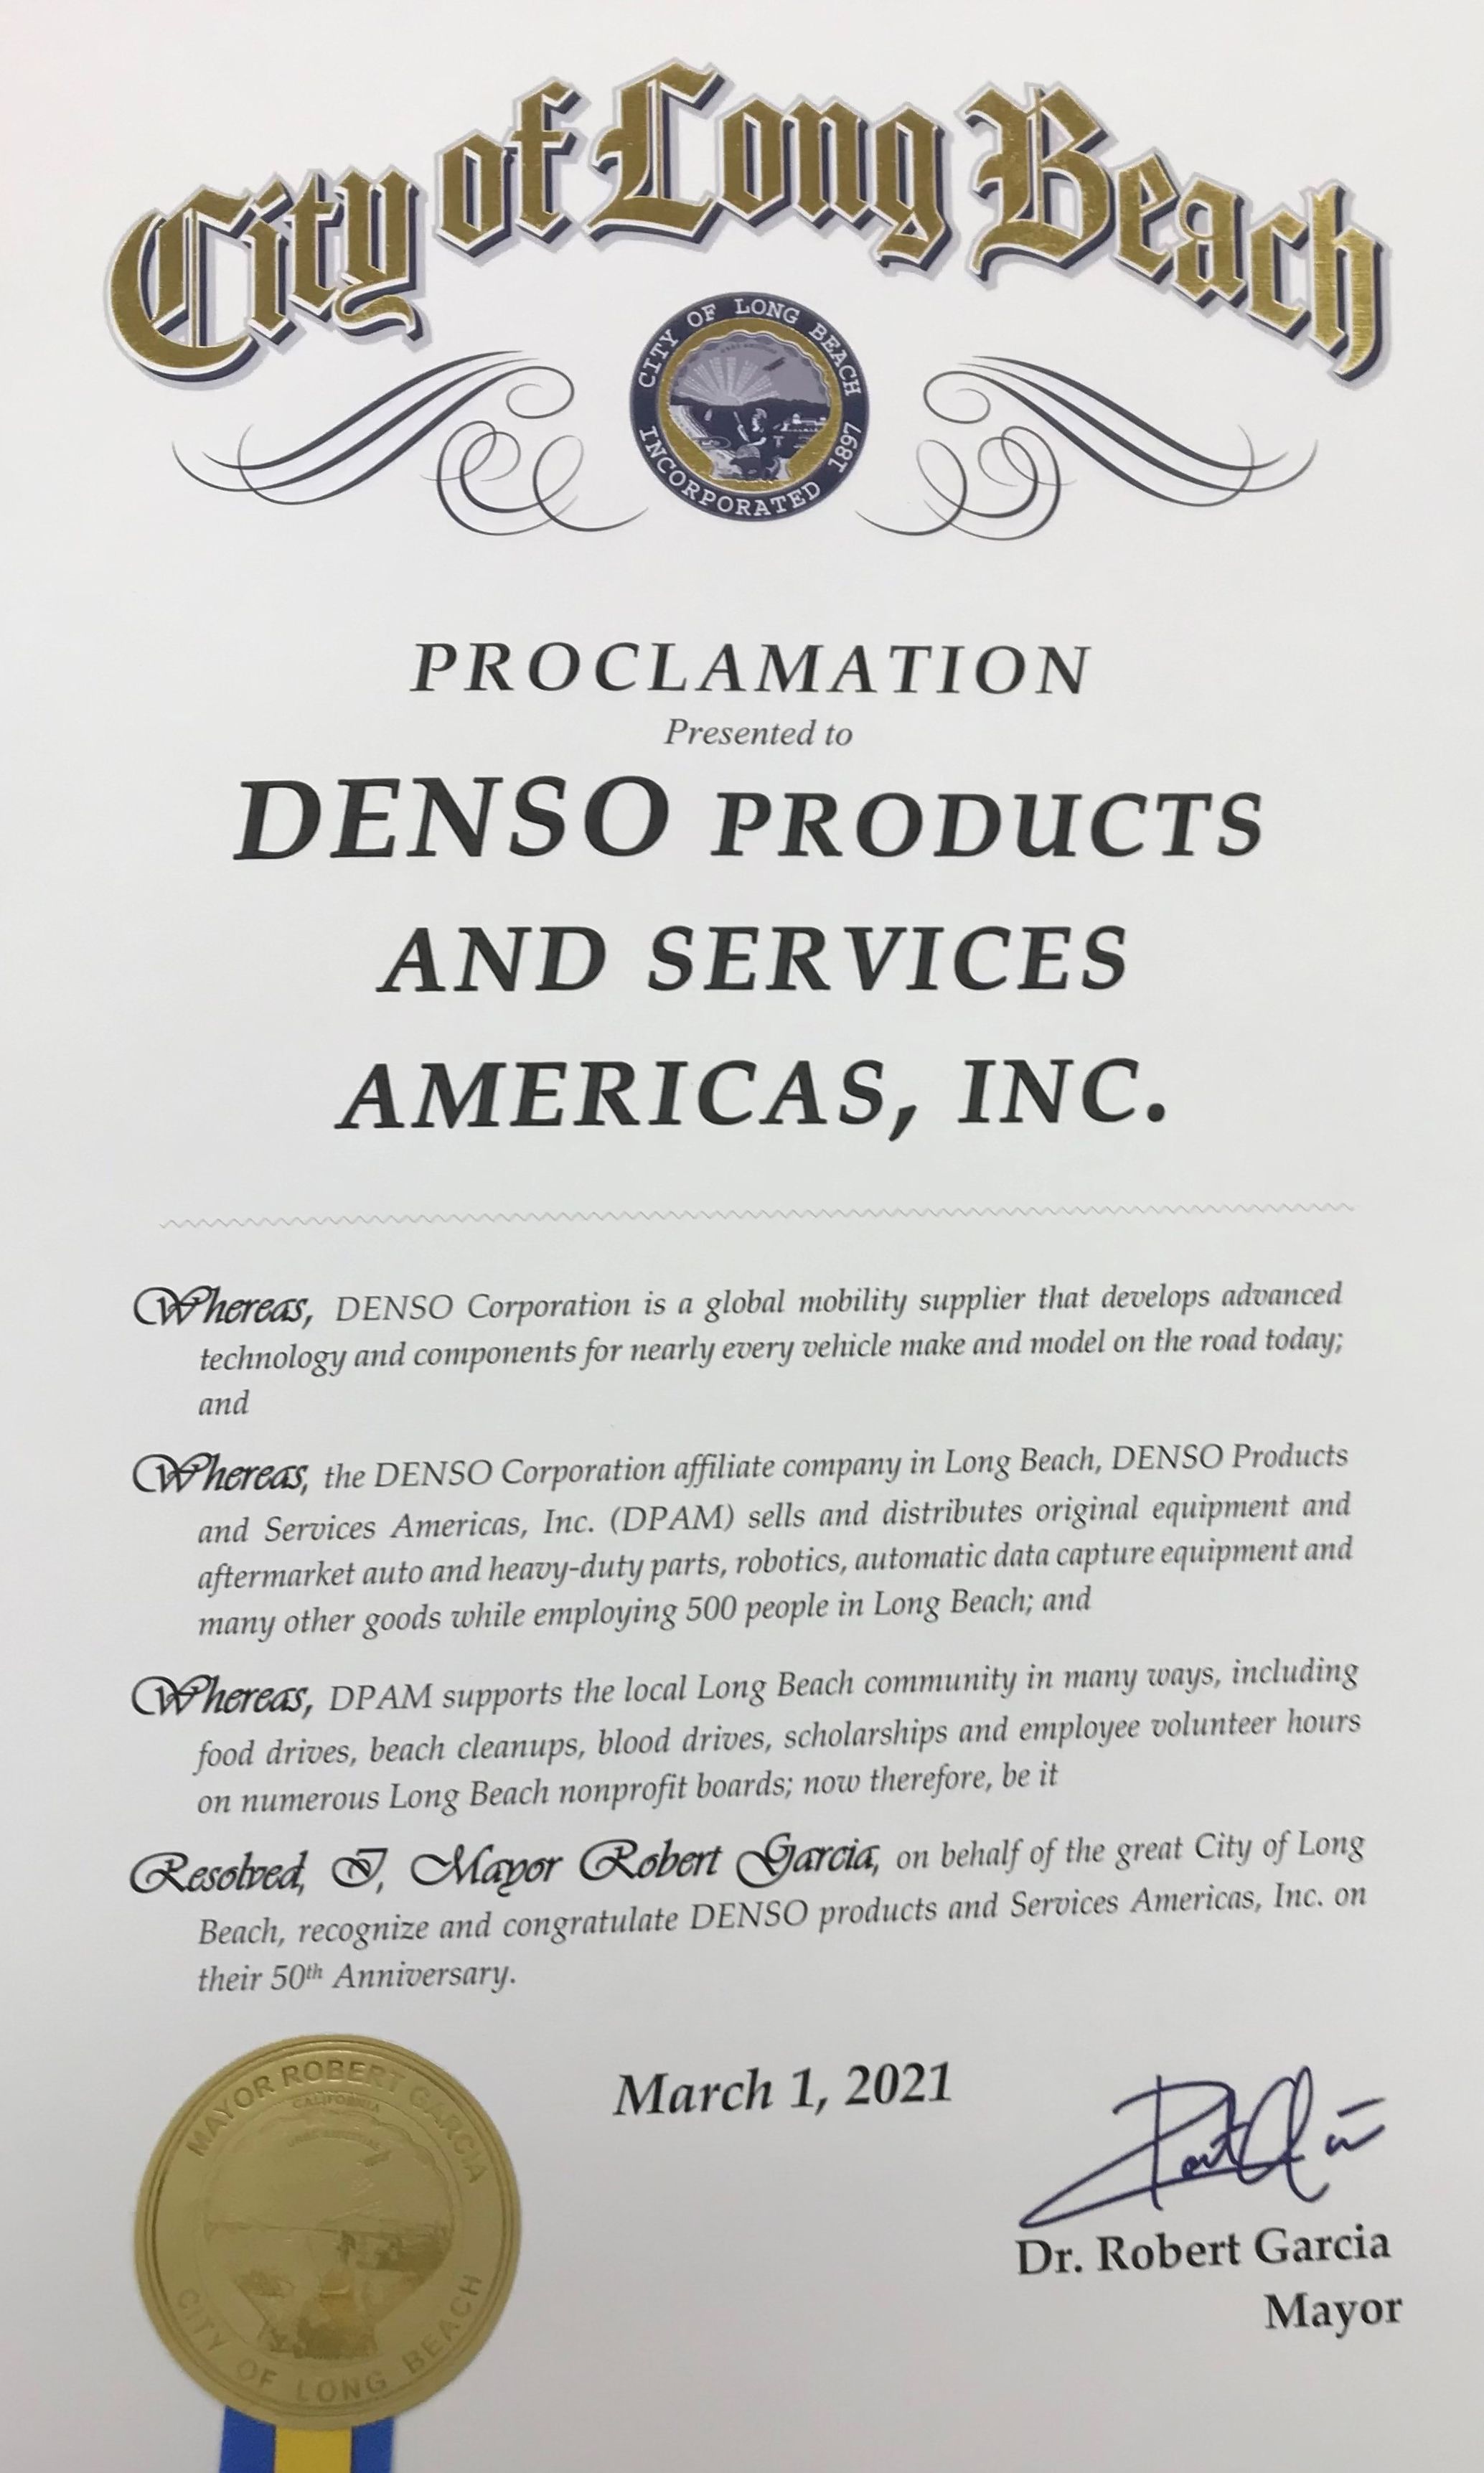 City of Long Beach
CITY OF LONG BEACH
INCORPORATED 1897
PROCLAMATION
Presented to
DENSO PRODUCTS
AND SERVICES
AMERICAS, INC.
Whereas, DENSO Corporation is a global mobility supplier that develops advanced
technology and components for nearly every vehicle make and model on the road today;
and
Whereas, the DENSO Corporation affiliate company in Long Beach, DENSO Products
and Services Americas, Inc. (DPAM) sells and distributes original equipment and
aftermarket auto and heavy-duty parts, robotics, automatic data capture equipment and
many other goods while employing 500 people in Long Beach; and
Whereas, DPAM supports the local Long Beach community in many ways, including
food drives, beach cleanups, blood drives, scholarships and employee volunteer hours
on numerous Long Beach nonprofit boards; now therefore, be it
Resolved, I, Mayor Robert Garcia, on behalf of the great City of Long
Beach, recognize and congratulate DENSO products and Services Americas, Inc. on
their 50th Anniversary.
March 1, 2021
MAYOR ROBERT GARCIA
CALIFORNIA
CITY OF LONG BEACH
Dr. Robert Garcia
Mayor